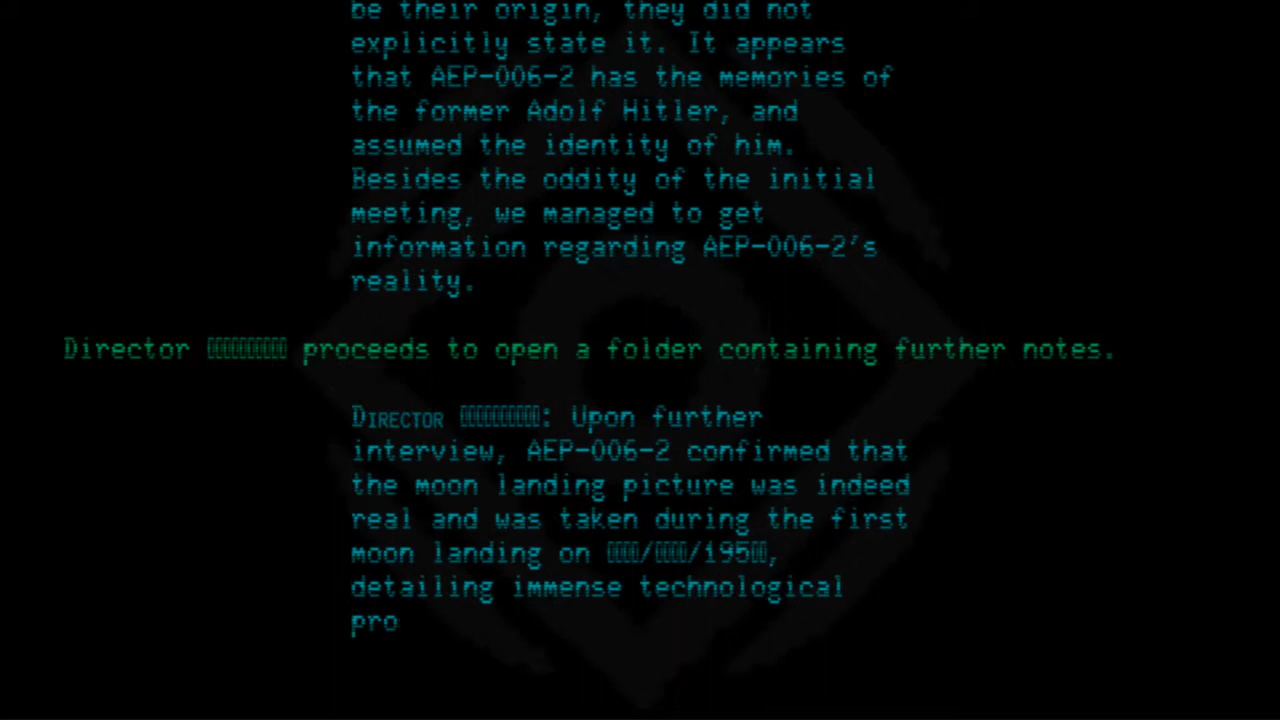 be their origin, they did not
explicitly state it. It appears
that AEP-006-2 has the memories of
the former Adolf Hitler, and
assumed the identity of him.
Besides the oddity of the initial
meeting, we managed to get
information regarding AEP-006-2's
reality.
Director ▯▯▯▯▯▯▯▯▯▯ proceeds to open a folder containing further notes.
DIRECTOR ▯▯▯▯▯▯▯▯▯▯: Upon further
interview, AEP-006-2 confirmed that
the moon landing picture was indeed
real and was taken during the first
moon landing on ▯▯▯▯/▯▯▯▯/195▯▯,
detailing immense technological
pro